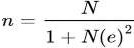 n = N / (1 + N(e)²)